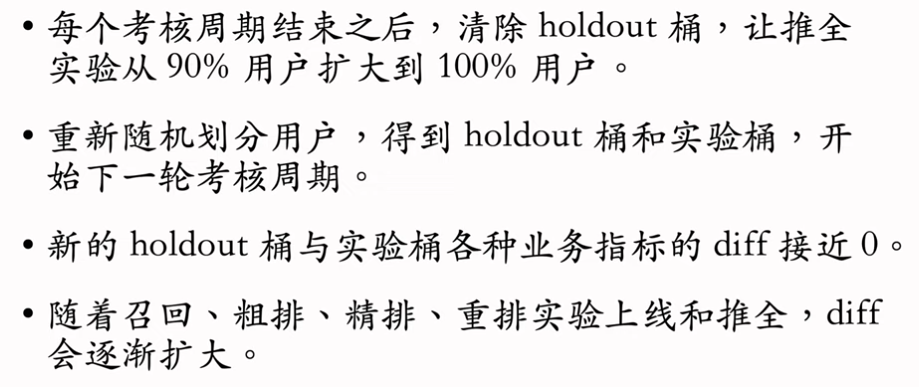 • 每个考核周期结束之后，清除 holdout 桶，让推全
实验从 90% 用户扩大到 100% 用户。
• 重新随机划分用户，得到 holdout 桶和实验桶，开
始下一轮考核周期。
• 新的 holdout 桶与实验桶各种业务指标的 diff 接近 0。
• 随着召回、粗排、精排、重排实验上线和推全，diff
会逐渐扩大。